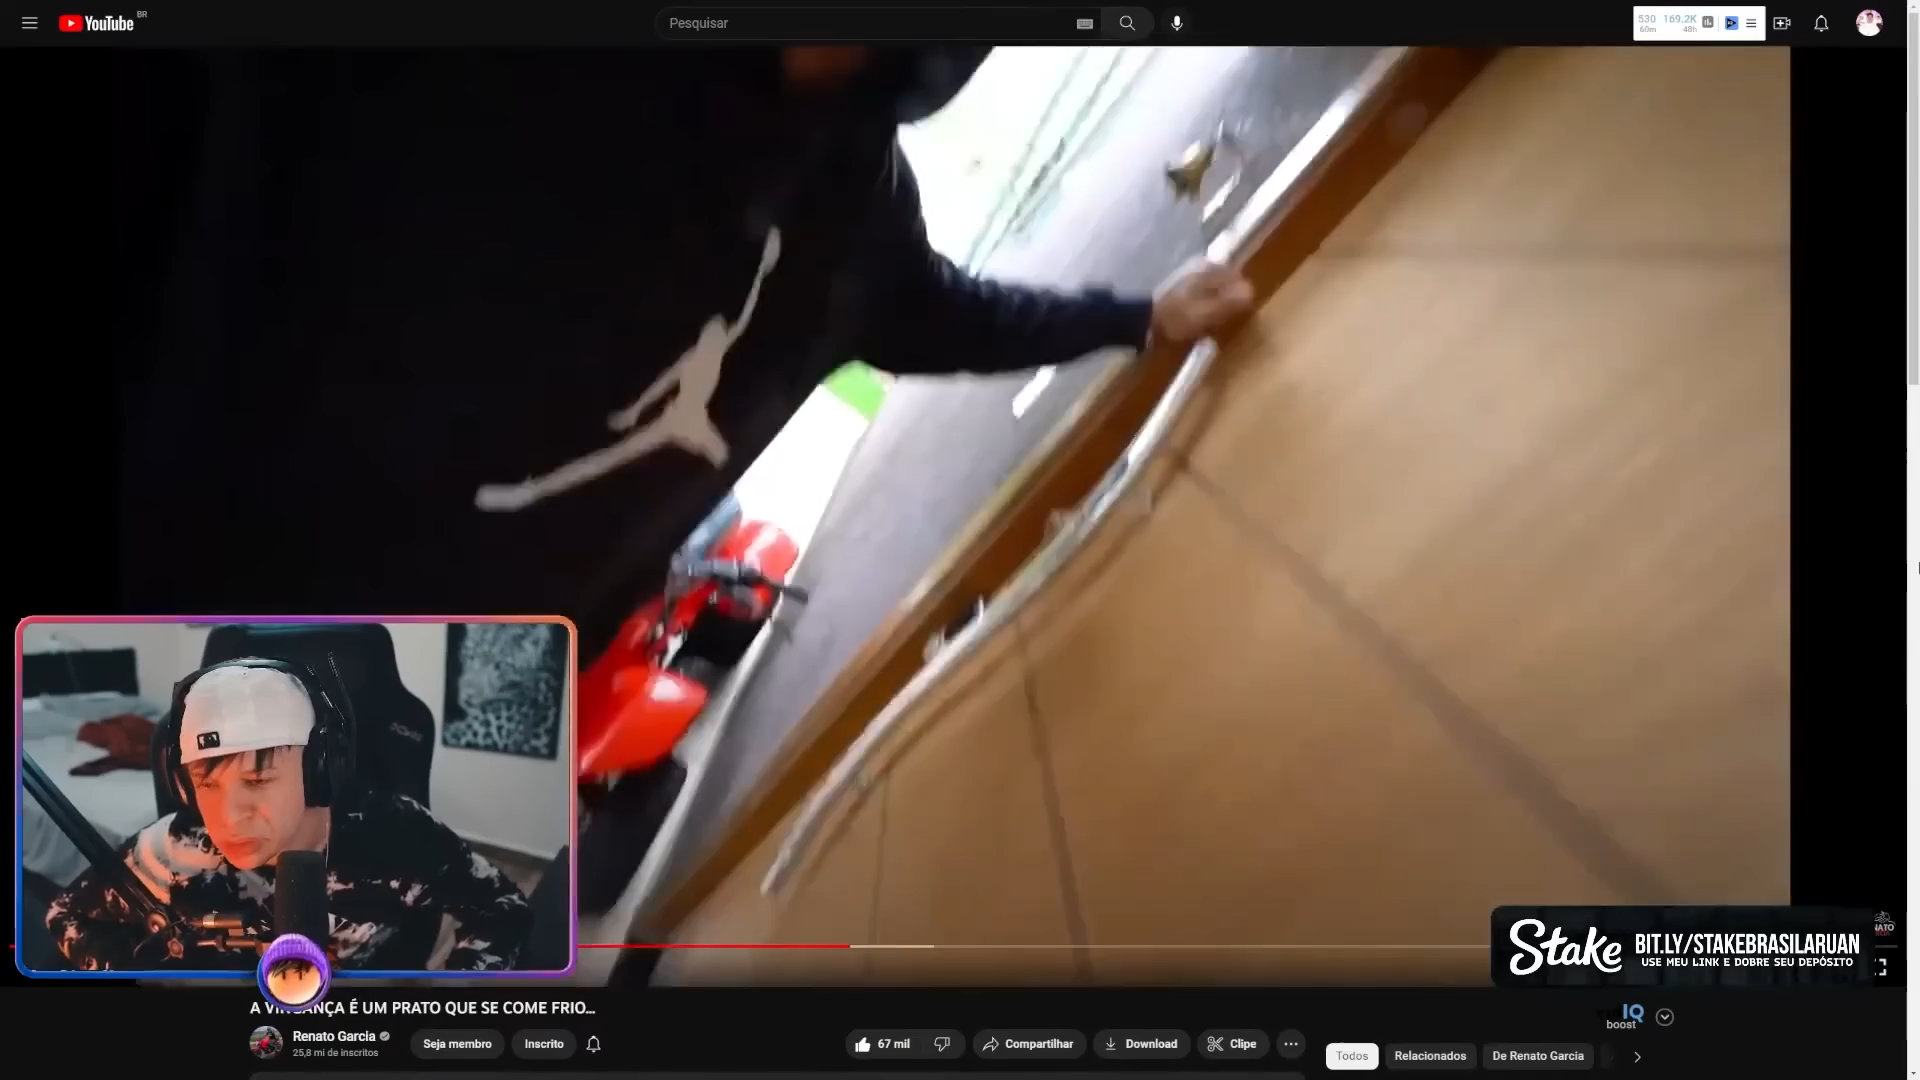 YouTube
BR
Pesquisar
530
60m
169,2K
48h
Stake
BIT.LY/STAKEBRASILARUAN
USE MEU LINK E DOBRE SEU DEPÓSITO
A VINGANÇA É UM PRATO QUE SE COME FRIO...
Renato Garcia
25,8 mi de inscritos
Seja membro
Inscrito
67 mil
Compartilhar
Download
Clipe
IQ
boost
Todos
Relacionados
De Renato Garcia